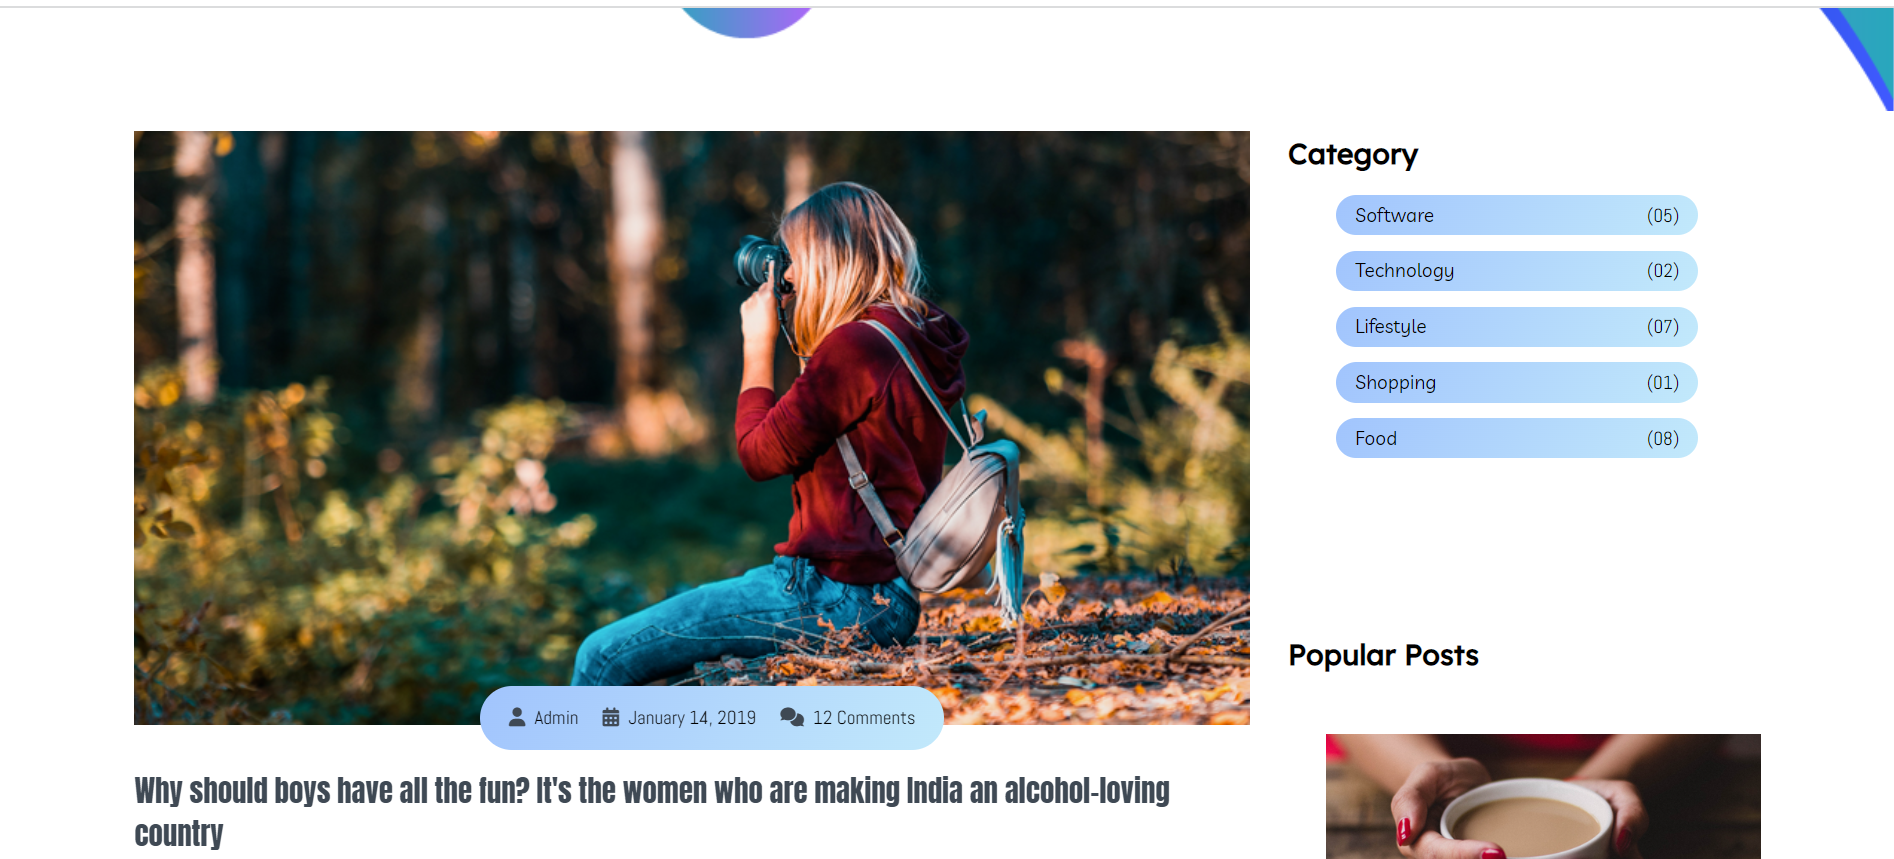 Category
Software (05)
Technology (02)
Lifestyle (07)
Shopping (01)
Food (08)
Admin January 14, 2019 12 Comments
Why should boys have all the fun? It's the women who are making India an alcohol-loving
country
Popular Posts